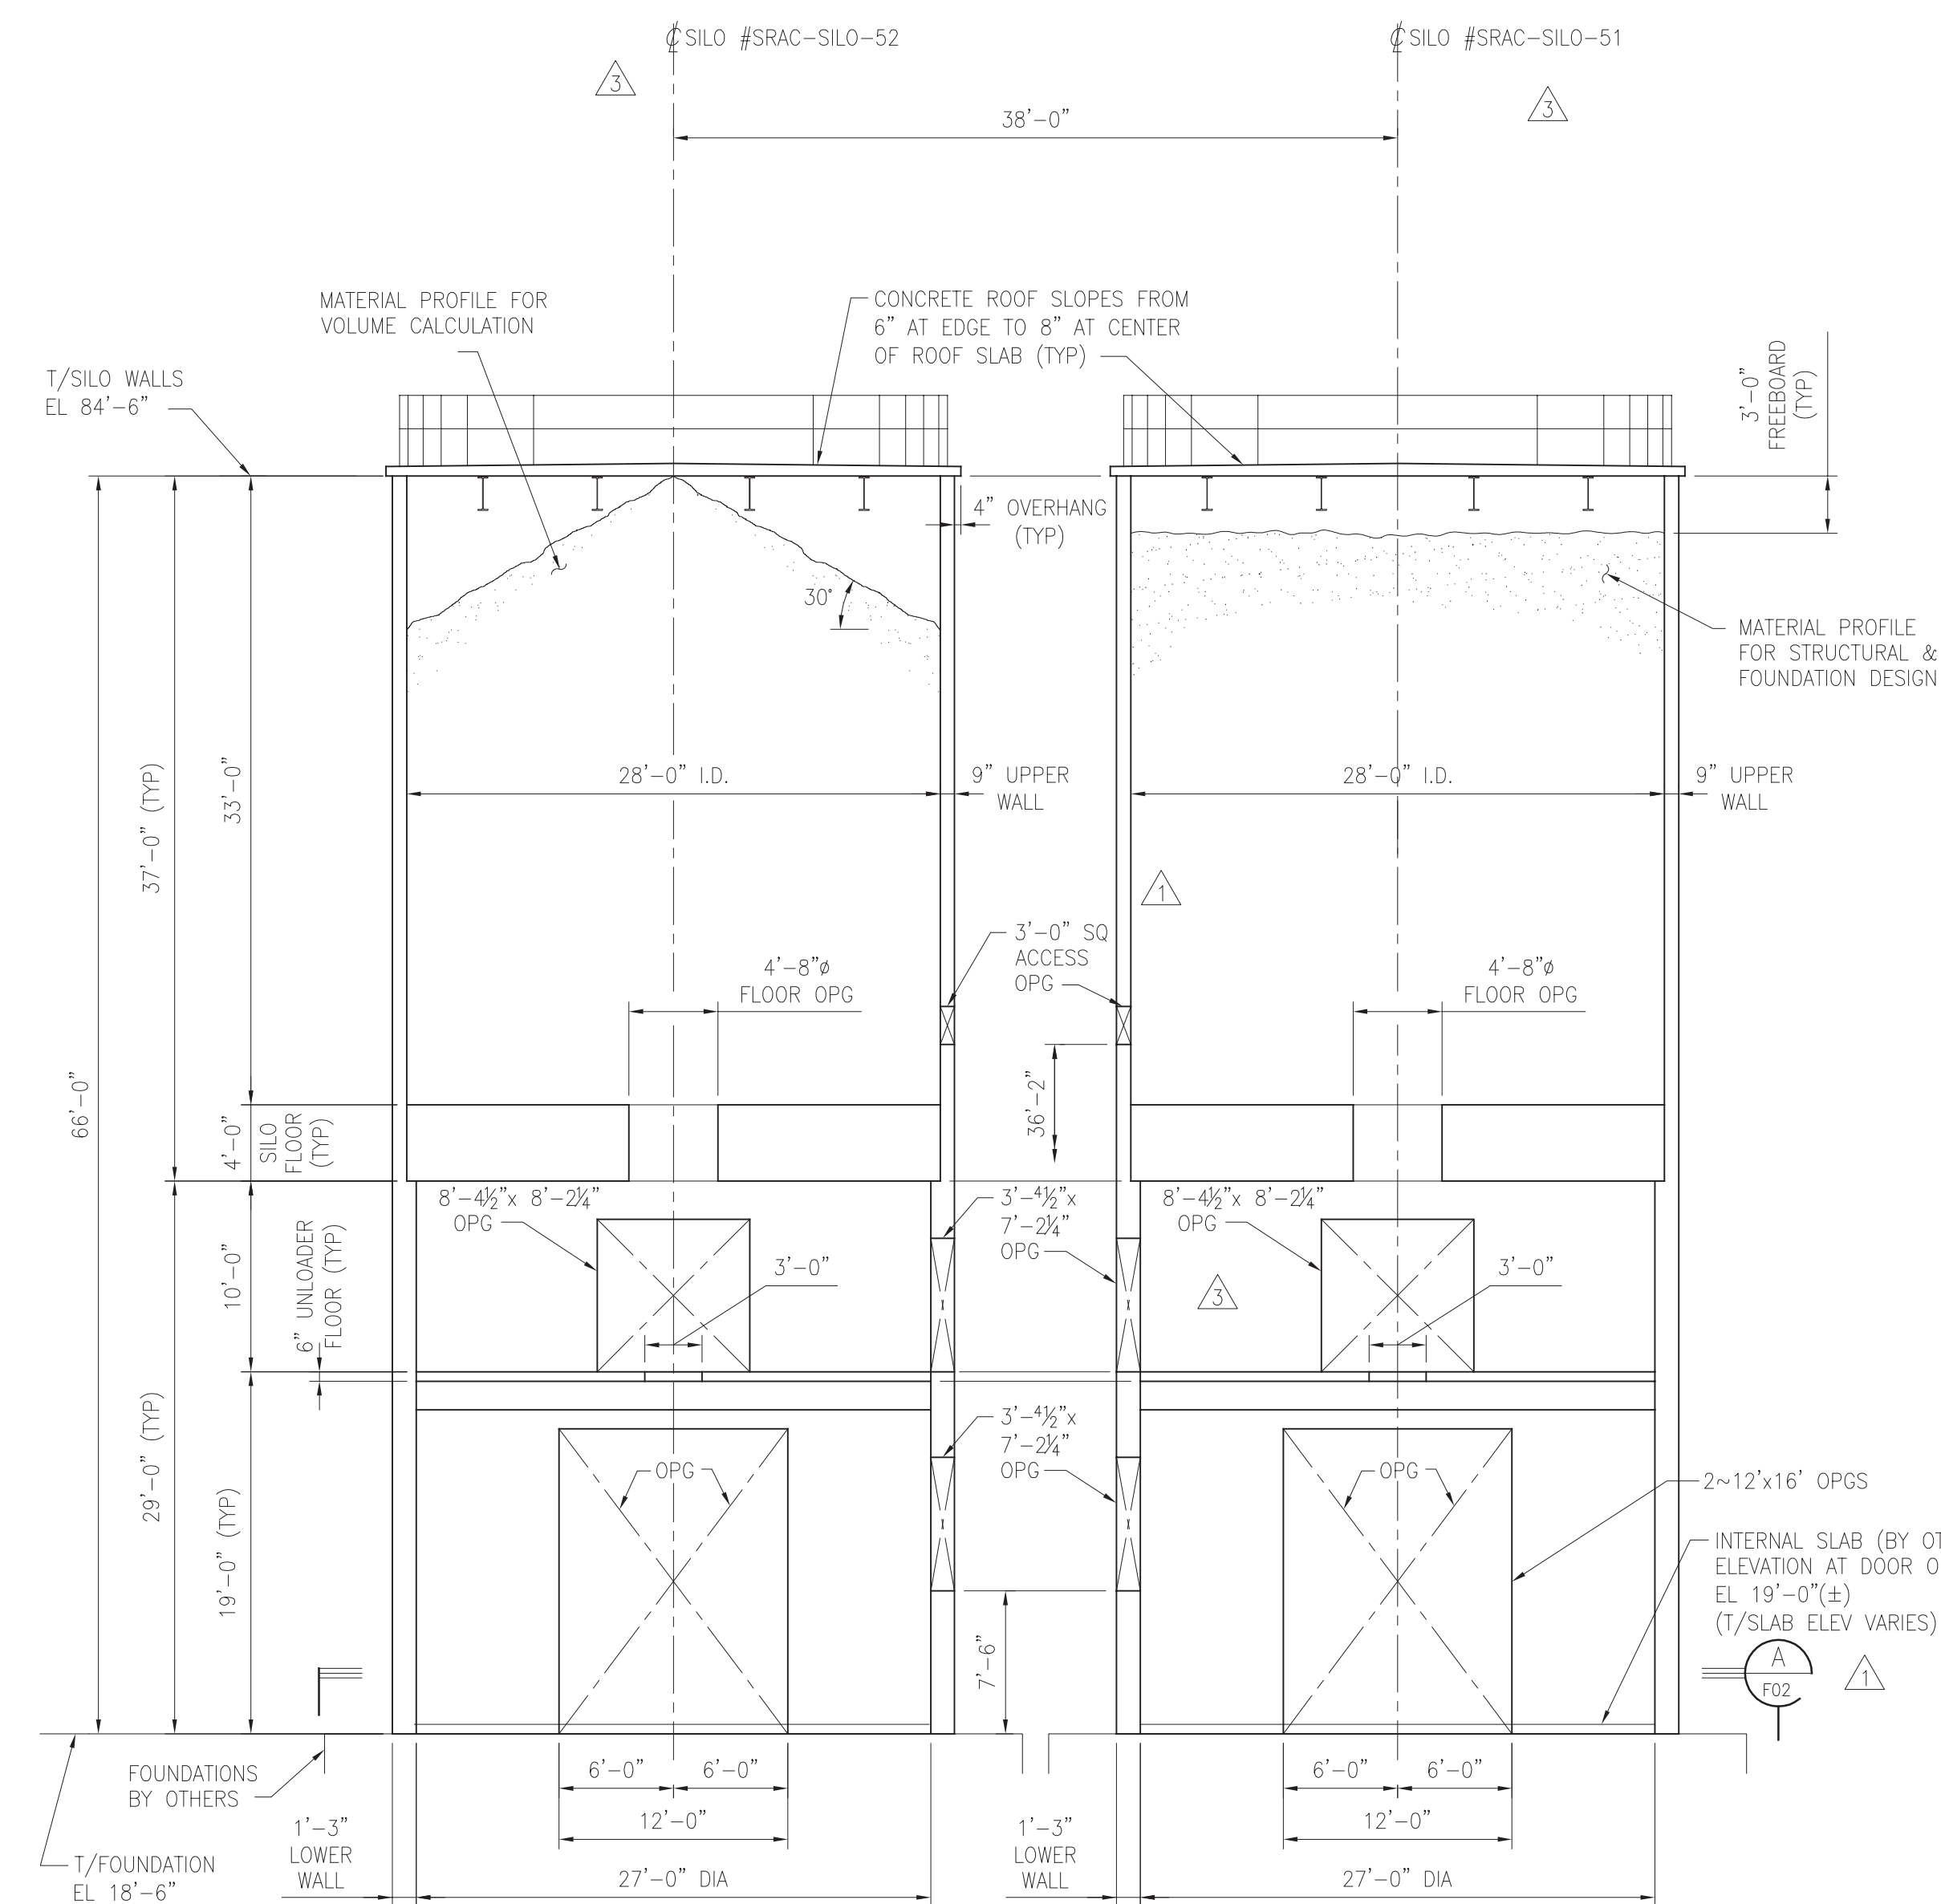 ℄ SILO #SRAC-SILO-52
℄ SILO #SRAC-SILO-51
3
3
38'-0"
MATERIAL PROFILE FOR
VOLUME CALCULATION
CONCRETE ROOF SLOPES FROM
6" AT EDGE TO 8" AT CENTER
OF ROOF SLAB (TYP)
T/SILO WALLS
EL 84'-6"
3'-0"
FREEBOARD
(TYP)
4" OVERHANG
(TYP)
30°
MATERIAL PROFILE
FOR STRUCTURAL &
FOUNDATION DESIGN
28'-0" I.D.
9" UPPER
WALL
28'-0" I.D.
9" UPPER
WALL
37'-0" (TYP)
33'-0"
1
3'-0" SQ
ACCESS
OPG
4'-8"ø
FLOOR OPG
4'-8"ø
FLOOR OPG
66'-0"
36'-2"
4'-0"
SILO
FLOOR
(TYP)
8'-4½"x 8'-2¼"
OPG
3'-4½"x
7'-2¼"
OPG
8'-4½"x 8'-2¼"
OPG
10'-0"
6" UNLOADER
FLOOR (TYP)
3'-0"
3'-0"
3
29'-0" (TYP)
19'-0" (TYP)
3'-4½"x
7'-2¼"
OPG
OPG
OPG
2~12'x16' OPGS
INTERNAL SLAB (BY OT
ELEVATION AT DOOR O
EL 19'-0"(±)
(T/SLAB ELEV VARIES)
7'-6"
A
F02
1
FOUNDATIONS
BY OTHERS
6'-0"
6'-0"
6'-0"
6'-0"
12'-0"
12'-0"
1'-3"
LOWER
WALL
1'-3"
LOWER
WALL
T/FOUNDATION
EL 18'-6"
27'-0" DIA
27'-0" DIA